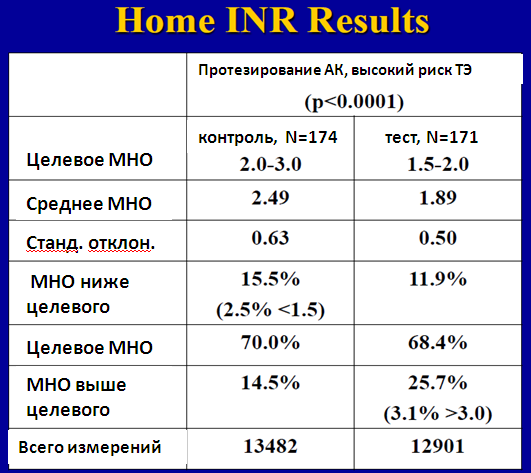 Home INR Results
Протезирование АК, высокий риск ТЭ
(p<0.0001)
Целевое МНО
контроль, N=174
2.0-3.0
тест, N=171
1.5-2.0
Среднее МНО
2.49
1.89
Станд. отклон.
0.63
0.50
МНО ниже
целевого
15.5%
(2.5% <1.5)
11.9%
Целевое МНО
70.0%
68.4%
МНО выше
целевого
14.5%
25.7%
(3.1% >3.0)
Всего измерений
13482
12901